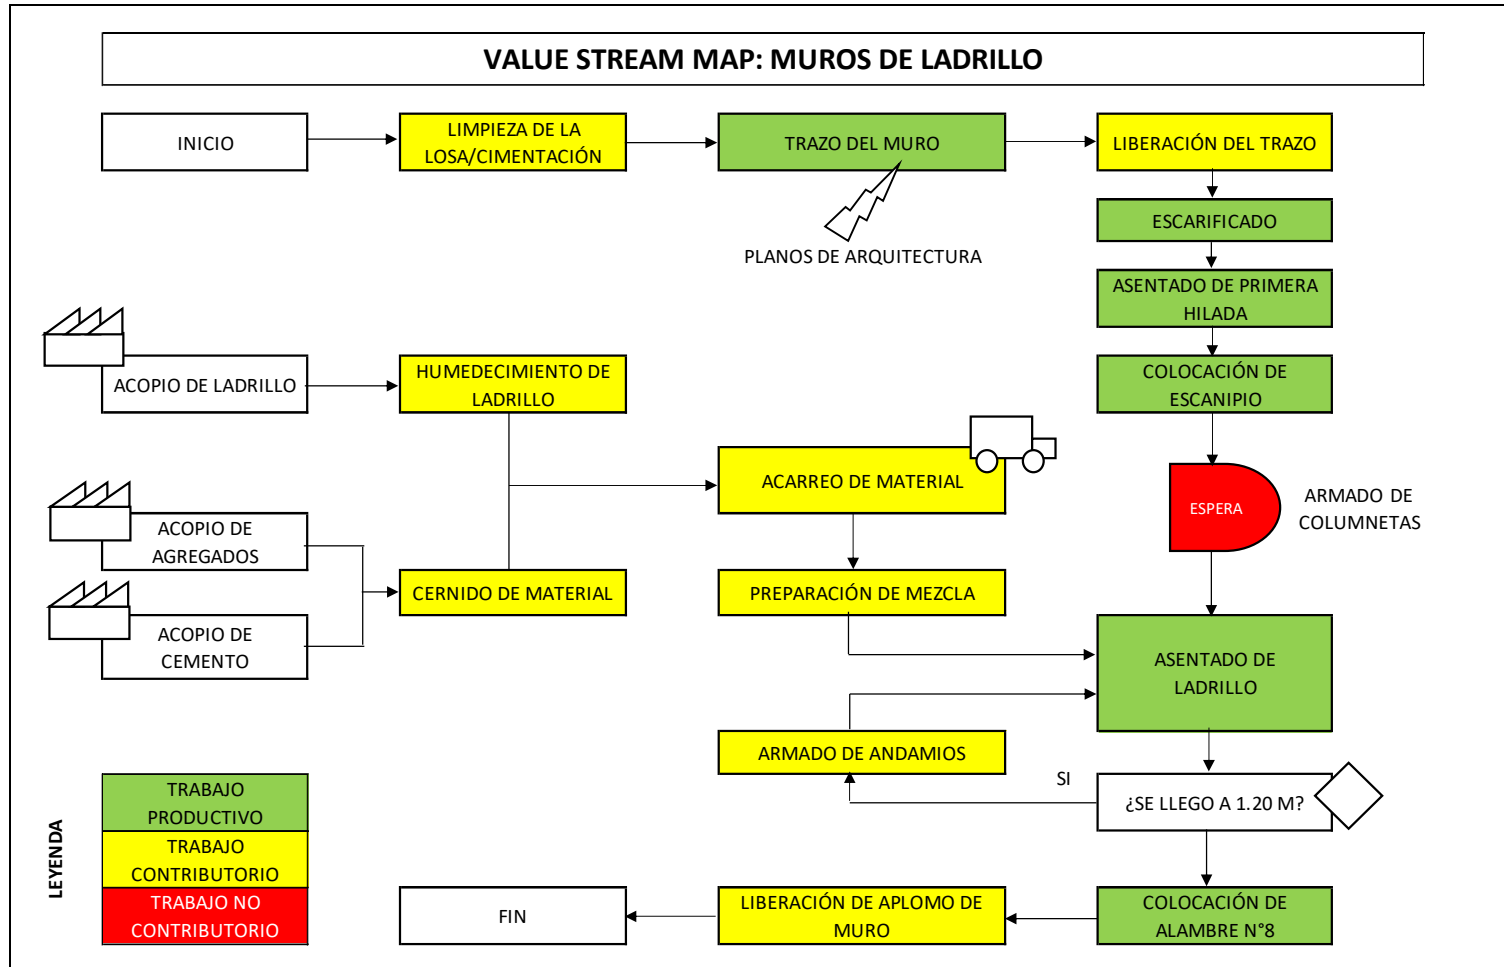 VALUE STREAM MAP: MUROS DE LADRILLO
INICIO
LIMPIEZA DE LA
LOSA/CIMENTACIÓN
TRAZO DEL MURO
LIBERACIÓN DEL TRAZO
PLANOS DE ARQUITECTURA
ESCARIFICADO
ASENTADO DE PRIMERA
HILADA
ACOPIO DE LADRILLO
HUMEDECIMIENTO DE
LADRILLO
COLOCACIÓN DE
ESCANIPIO
ACARREO DE MATERIAL
ESPERA
ARMADO DE
COLUMNETAS
ACOPIO DE
AGREGADOS
CERNIDO DE MATERIAL
PREPARACIÓN DE MEZCLA
ACOPIO DE
CEMENTO
ASENTADO DE
LADRILLO
ARMADO DE ANDAMIOS
SI
¿SE LLEGO A 1.20 M?
LEYENDA
TRABAJO
PRODUCTIVO
TRABAJO
CONTRIBUTORIO
TRABAJO NO
CONTRIBUTORIO
FIN
LIBERACIÓN DE APLOMO DE
MURO
COLOCACIÓN DE
ALAMBRE N°8